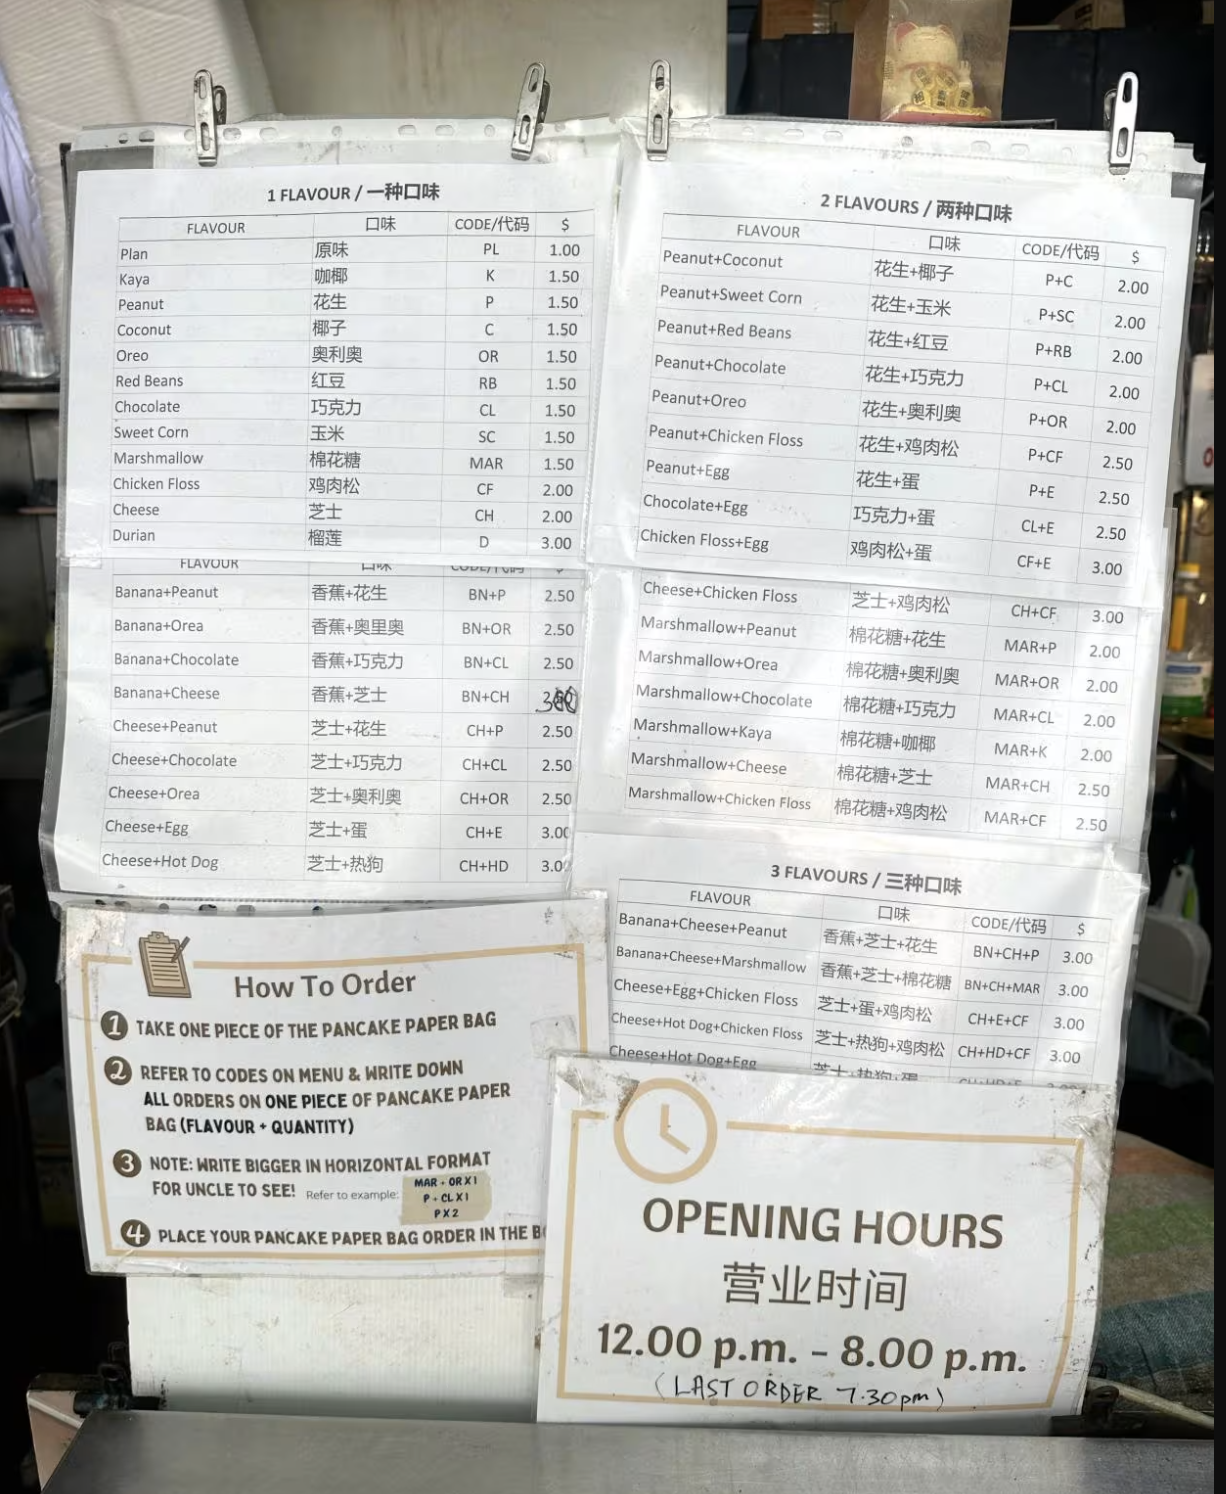 1 FLAVOUR / 一种口味
FLAVOUR 口味 CODE/代码 $
Plan 原味 PL 1.00
Kaya 咖椰 K 1.50
Peanut 花生 P 1.50
Coconut 椰子 C 1.50
Oreo 奥利奥 OR 1.50
Red Beans 红豆 RB 1.50
Chocolate 巧克力 CL 1.50
Sweet Corn 玉米 SC 1.50
Marshmallow 棉花糖 MAR 1.50
Chicken Floss 鸡肉松 CF 2.00
Cheese 芝士 CH 2.00
Durian 榴莲 D 3.00
FLAVOUR 口味 CODE/代码
Banana+Peanut 香蕉+花生 BN+P 2.50
Banana+Orea 香蕉+奥里奥 BN+OR 2.50
Banana+Chocolate 香蕉+巧克力 BN+CL 2.50
Banana+Cheese 香蕉+芝士 BN+CH
Cheese+Peanut 芝士+花生 CH+P 2.50
Cheese+Chocolate 芝士+巧克力 CH+CL 2.50
Cheese+Orea 芝士+奥利奥 CH+OR 2.50
Cheese+Egg 芝士+蛋 CH+E 3.00
Cheese+Hot Dog 芝士+热狗 CH+HD 3.00
2 FLAVOURS / 两种口味
FLAVOUR 口味 CODE/代码 $
Peanut+Coconut 花生+椰子 P+C 2.00
Peanut+Sweet Corn 花生+玉米 P+SC 2.00
Peanut+Red Beans 花生+红豆 P+RB 2.00
Peanut+Chocolate 花生+巧克力 P+CL 2.00
Peanut+Oreo 花生+奥利奥 P+OR 2.00
Peanut+Chicken Floss 花生+鸡肉松 P+CF 2.50
Peanut+Egg 花生+蛋 P+E 2.50
Chocolate+Egg 巧克力+蛋 CL+E 2.50
Chicken Floss+Egg 鸡肉松+蛋 CF+E 3.00
Cheese+Chicken Floss 芝士+鸡肉松 CH+CF 3.00
Marshmallow+Peanut 棉花糖+花生 MAR+P 2.00
Marshmallow+Orea 棉花糖+奥利奥 MAR+OR 2.00
Marshmallow+Chocolate 棉花糖+巧克力 MAR+CL 2.00
Marshmallow+Kaya 棉花糖+咖椰 MAR+K 2.00
Marshmallow+Cheese 棉花糖+芝士 MAR+CH 2.50
Marshmallow+Chicken Floss 棉花糖+鸡肉松 MAR+CF 2.50
3 FLAVOURS / 三种口味
FLAVOUR 口味 CODE/代码 $
Banana+Cheese+Peanut 香蕉+芝士+花生 BN+CH+P 3.00
Banana+Cheese+Marshmallow 香蕉+芝士+棉花糖 BN+CH+MAR 3.00
Cheese+Egg+Chicken Floss 芝士+蛋+鸡肉松 CH+E+CF 3.00
Cheese+Hot Dog+Chicken Floss 芝士+热狗+鸡肉松 CH+HD+CF 3.00
Cheese+Hot Dog+Egg 芝士+热狗+蛋
How To Order
1 TAKE ONE PIECE OF THE PANCAKE PAPER BAG
2 REFER TO CODES ON MENU & WRITE DOWN
ALL ORDERS ON ONE PIECE OF PANCAKE PAPER
BAG (FLAVOUR + QUANTITY)
3 NOTE: WRITE BIGGER IN HORIZONTAL FORMAT
FOR UNCLE TO SEE! Refer to example:
MAR + OR X1
P + CL X1
P X 2
4 PLACE YOUR PANCAKE PAPER BAG ORDER IN THE
OPENING HOURS
营业时间
12.00 p.m. – 8.00 p.m.
(LAST ORDER 7.30pm)